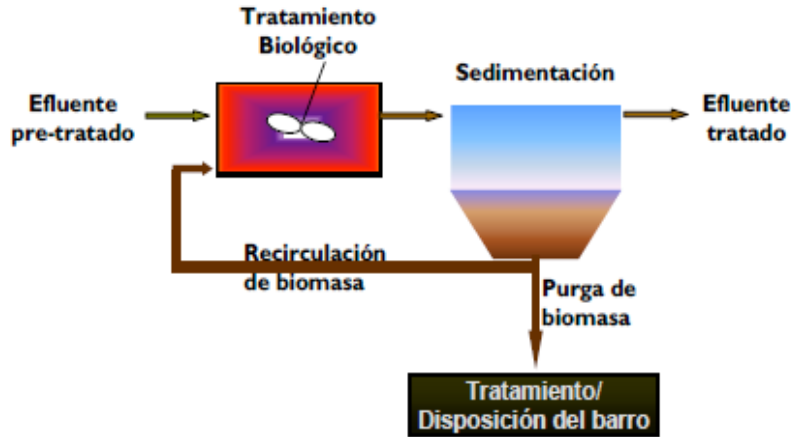 Tratamiento
Biológico
Sedimentación
Efluente
pre-tratado
Efluente
tratado
Recirculación
de biomasa
Purga de
biomasa
Tratamiento/
Disposición del barro